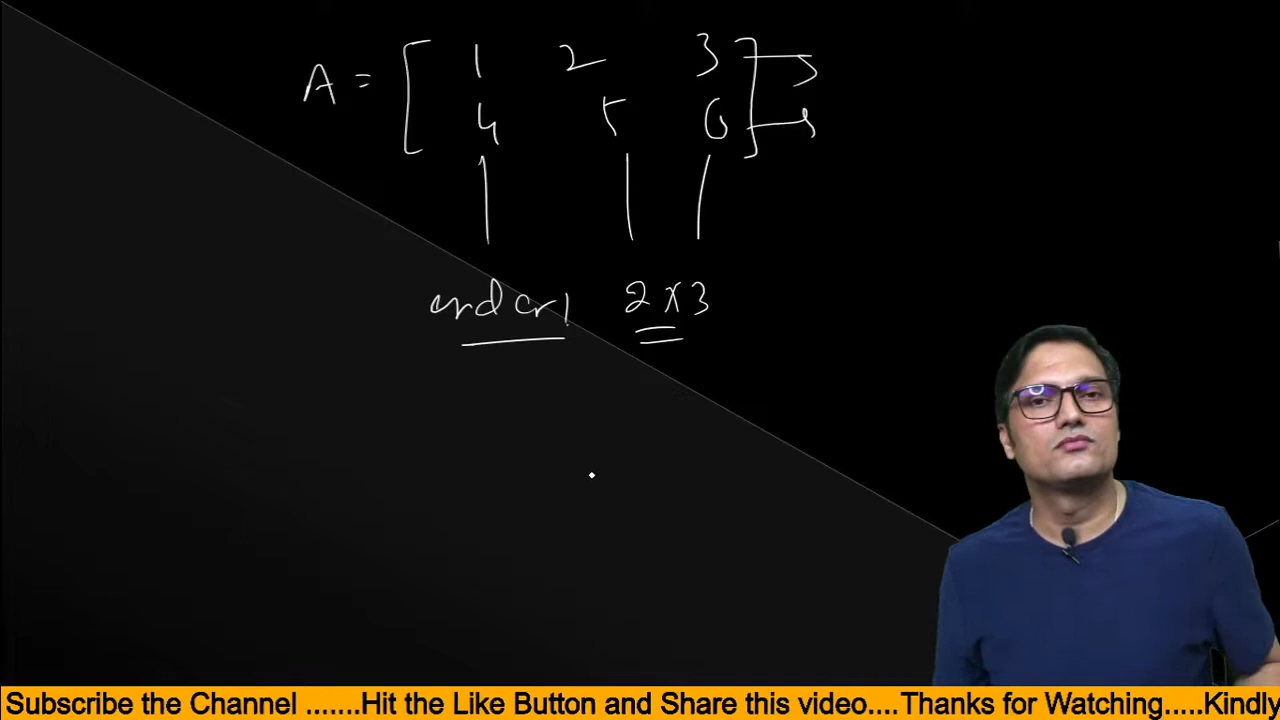 A = [ 1 2 3 ]
4 5 6
order 2 x 3
Subscribe the Channel .......Hit the Like Button and Share this video....Thanks for Watching.....Kindly